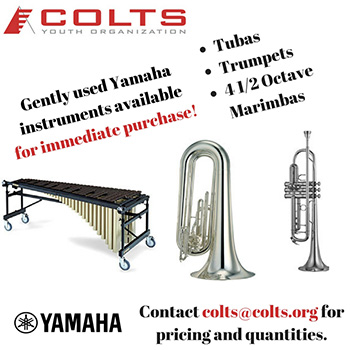 COLTS
YOUTH ORGANIZATION
Gently used Yamaha
instruments available
for immediate purchase!
• Tubas
• Trumpets
• 4 1/2 Octave
Marimbas
YAMAHA
Contact colts@colts.org for
pricing and quantities.